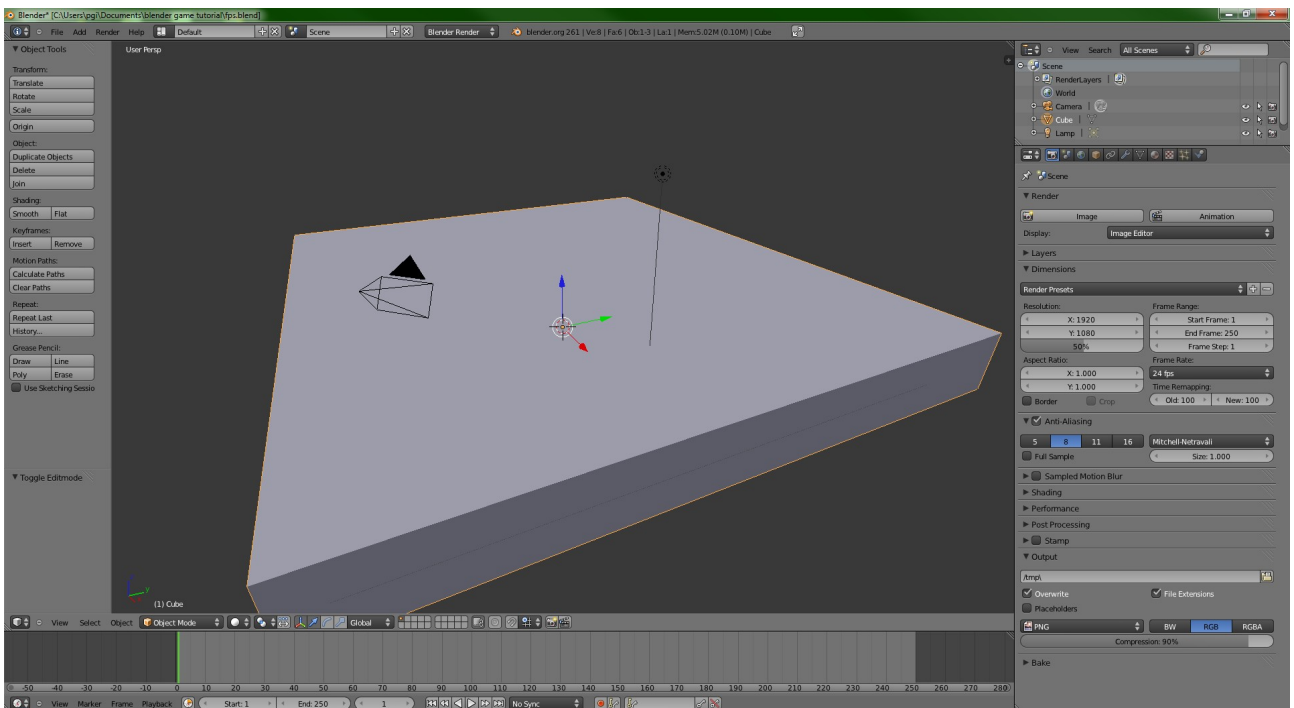 Blender* [C:\Users\pgi\Documents\blender game tutorial\fps.blend]
File Add Render Help Default Scene Blender Render blender.org 261 | Ve:8 | Fa:6 | Ob:1-3 | La:1 | Mem:5.02M (0.10M) | Cube
Object Tools
Transform:
Translate
Rotate
Scale
Origin
Object:
Duplicate Objects
Delete
Join
Shading:
Smooth Flat
Keyframes:
Insert Remove
Motion Paths:
Calculate Paths
Clear Paths
Repeat:
Repeat Last
History...
Grease Pencil:
Draw Line
Poly Erase
Use Sketching Sessio
Toggle Editmode
User Persp
y
(1) Cube
View Select Object Object Mode Global
-50 -40 -30 -20 -10 0 10 20 30 40 50 60 70 80 90 100 110 120 130 140 150 160 170 180 190 200 210 220 230 240 250 260 270 280
View Marker Frame Playback Start: 1 End: 250 1 No Sync
View Search All Scenes
Scene
RenderLayers
World
Camera
Cube
Lamp
Scene
Render
Image Animation
Display: Image Editor
Layers
Dimensions
Render Presets
Resolution: Frame Range:
X: 1920 Start Frame: 1
Y: 1080 End Frame: 250
50% Frame Step: 1
Aspect Ratio: Frame Rate:
X: 1.000 24 fps
Y: 1.000 Time Remapping:
Border Crop Old: 100 New: 100
Anti-Aliasing
5 8 11 16 Mitchell-Netravali
Full Sample Size: 1.000
Sampled Motion Blur
Shading
Performance
Post Processing
Stamp
Output
/tmp\
Overwrite File Extensions
Placeholders
PNG BW RGB RGBA
Compression: 90%
Bake